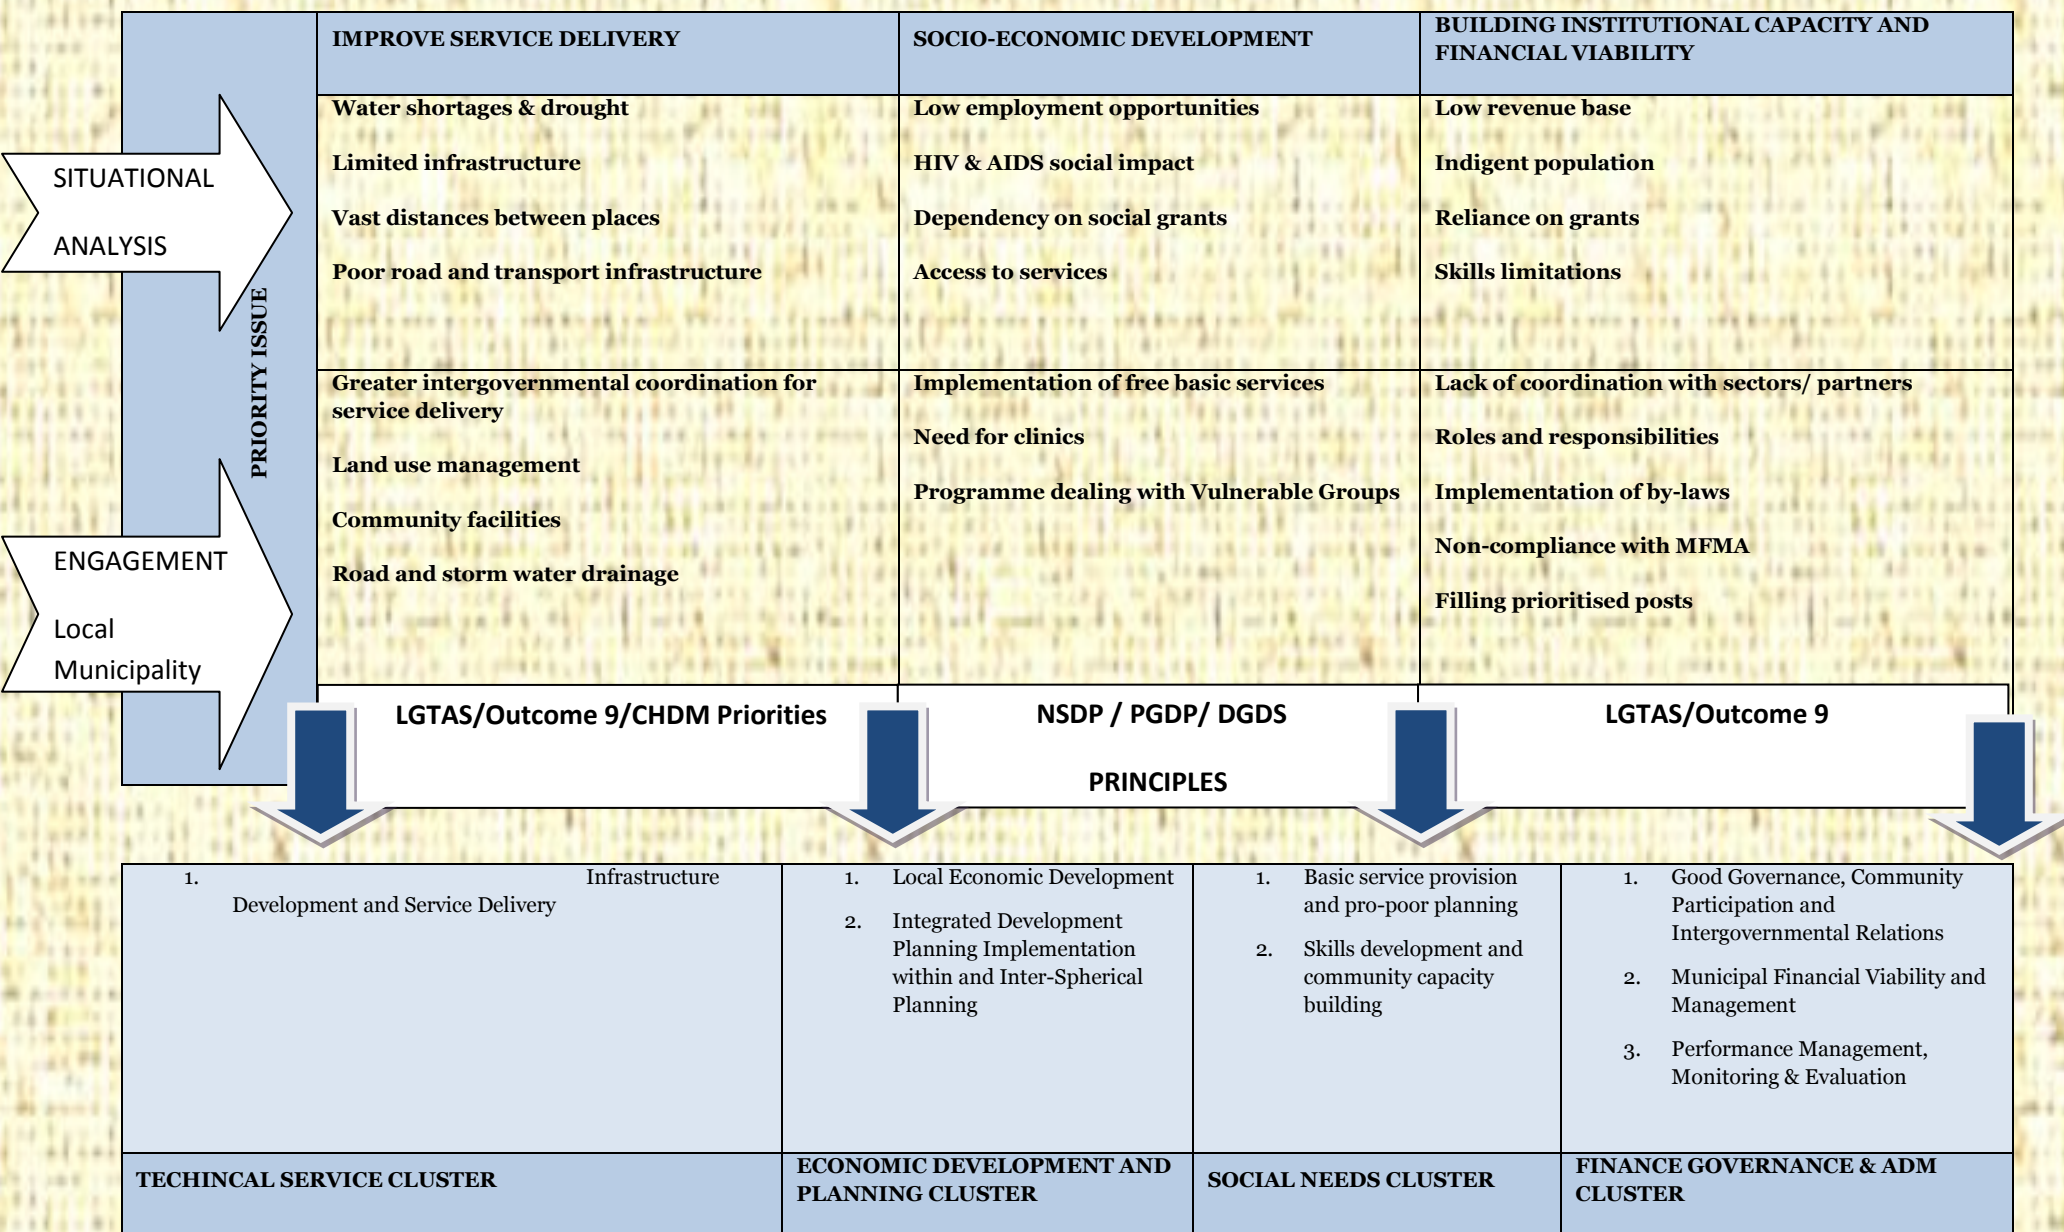 IMPROVE SERVICE DELIVERY
SOCIO-ECONOMIC DEVELOPMENT
BUILDING INSTITUTIONAL CAPACITY AND
FINANCIAL VIABILITY
PRIORITY ISSUE
SITUATIONAL
ANALYSIS
Water shortages & drought
Limited infrastructure
Vast distances between places
Poor road and transport infrastructure
Low employment opportunities
HIV & AIDS social impact
Dependency on social grants
Access to services
Low revenue base
Indigent population
Reliance on grants
Skills limitations
ENGAGEMENT
Local
Municipality
Greater intergovernmental coordination for
service delivery
Land use management
Community facilities
Road and storm water drainage
Implementation of free basic services
Need for clinics
Programme dealing with Vulnerable Groups
Lack of coordination with sectors/ partners
Roles and responsibilities
Implementation of by-laws
Non-compliance with MFMA
Filling prioritised posts
LGTAS/Outcome 9/CHDM Priorities
NSDP / PGDP/ DGDS
PRINCIPLES
LGTAS/Outcome 9
1. Infrastructure
Development and Service Delivery
1. Local Economic Development
2. Integrated Development
Planning Implementation
within and Inter-Spherical
Planning
1. Basic service provision
and pro-poor planning
2. Skills development and
community capacity
building
1. Good Governance, Community
Participation and
Intergovernmental Relations
2. Municipal Financial Viability and
Management
3. Performance Management,
Monitoring & Evaluation
TECHINCAL SERVICE CLUSTER
ECONOMIC DEVELOPMENT AND
PLANNING CLUSTER
SOCIAL NEEDS CLUSTER
FINANCE GOVERNANCE & ADM
CLUSTER